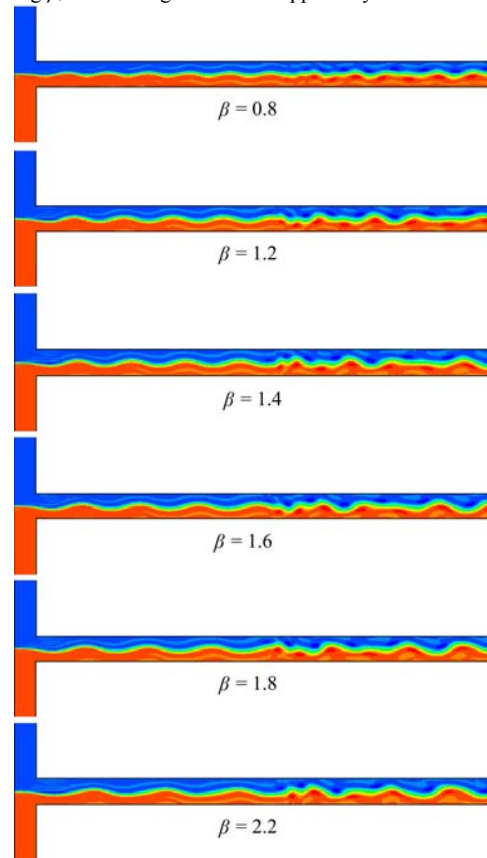 β = 0.8
β = 1.2
β = 1.4
β = 1.6
β = 1.8
β = 2.2